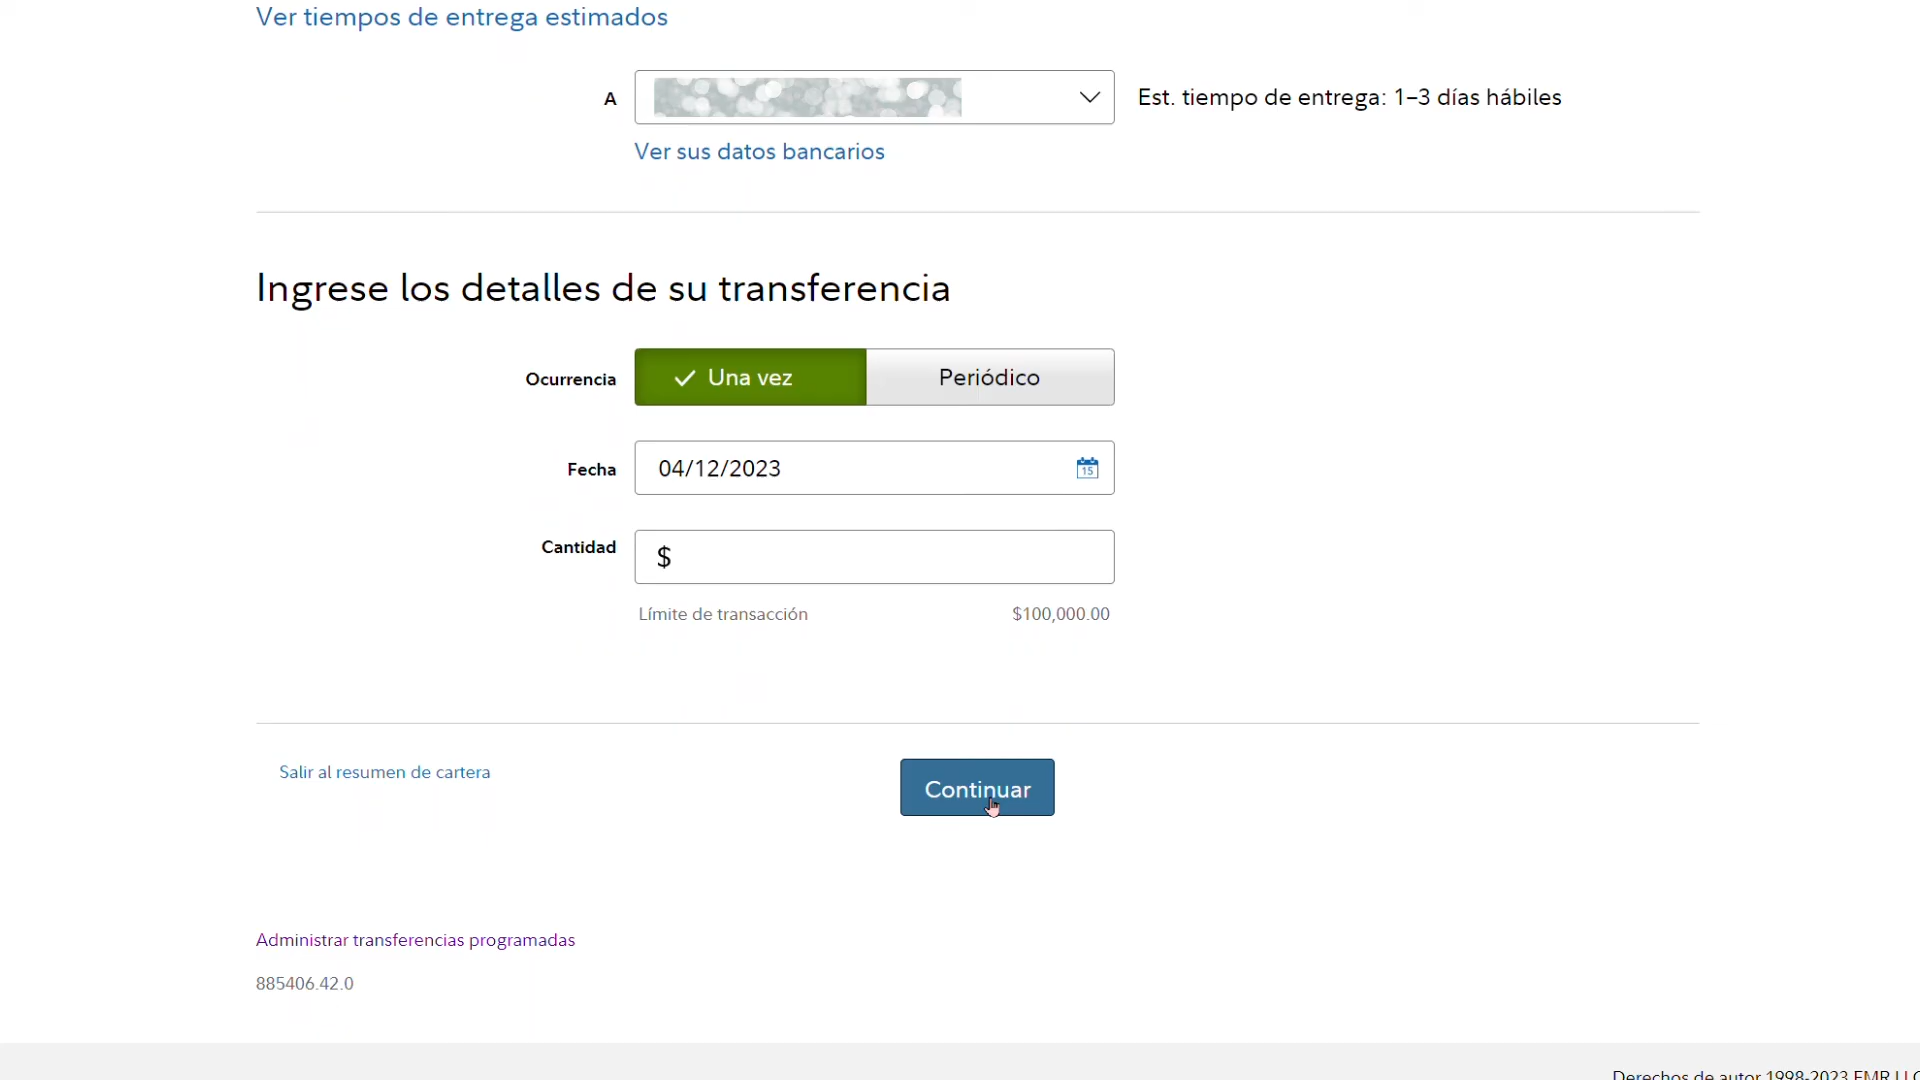 Ver tiempos de entrega estimados
A
Est. tiempo de entrega: 1–3 días hábiles
Ver sus datos bancarios
Ingrese los detalles de su transferencia
Ocurrencia
Una vez
Periódico
Fecha
04/12/2023
15
Cantidad
$
Límite de transacción
$100,000.00
Salir al resumen de cartera
Continuar
Administrar transferencias programadas
885406.42.0
Derechos de autor 1998-2023 FMR LLC